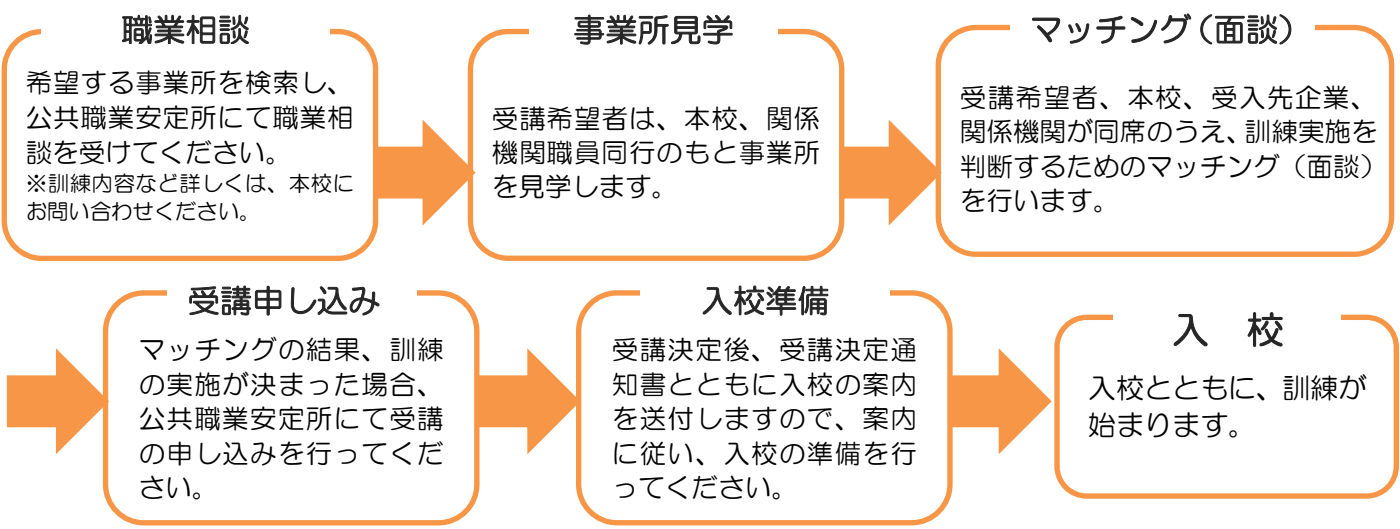 職業相談
希望する事業所を検索し、
公共職業安定所にて職業相
談を受けてください。
※訓練内容など詳しくは、本校に
お問い合わせください。
事業所見学
受講希望者は、本校、関係
機関職員同行のもと事業所
を見学します。
マッチング(面談)
受講希望者、本校、受入先企業、
関係機関が同席のうえ、訓練実施を
判断するためのマッチング(面談)
を行います。
受講申し込み
マッチングの結果、訓練
の実施が決まった場合、
公共職業安定所にて受講
の申し込みを行ってくだ
さい。
入校準備
受講決定後、受講決定通
知書とともに入校の案内
を送付しますので、案内
に従い、入校の準備を行
ってください。
入 校
入校とともに、訓練が
始まります。